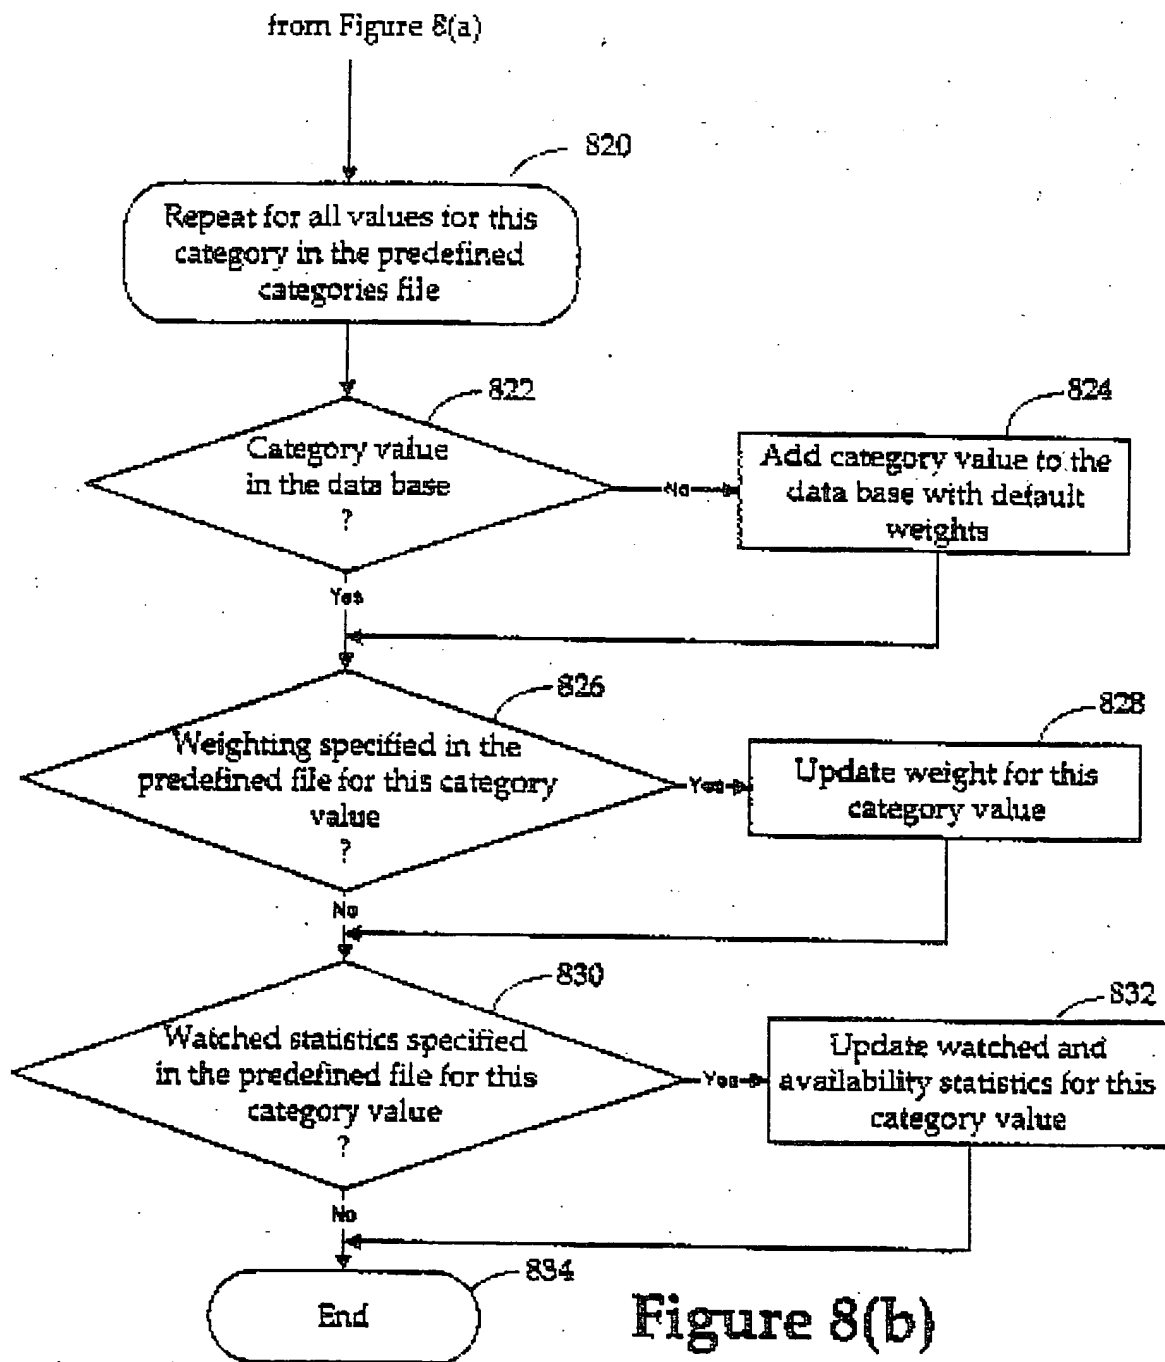 from Figure 8(a)
820
Repeat for all values for this
category in the predefined
categories file
822
Category value
in the data base
?
No
824
Add category value to the
data base with default
weights
Yes
826
Weighting specified in the
predefined file for this category
value
?
Yes
828
Update weight for this
category value
No
830
Watched statistics specified
in the predefined file for this
category value
?
Yes
832
Update watched and
availability statistics for this
category value
No
834
End
Figure 8(b)